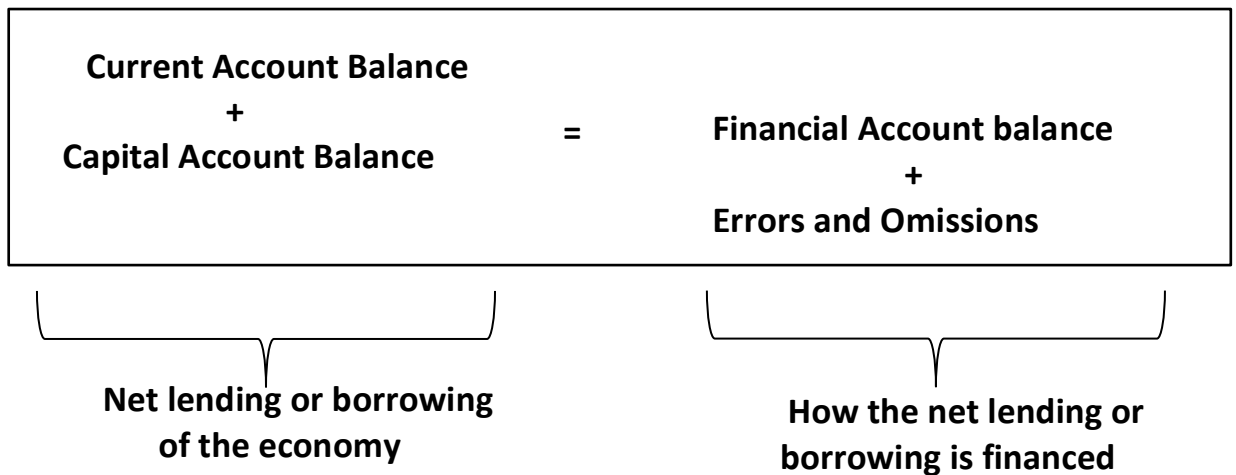 Current Account Balance
+
Capital Account Balance
=
Financial Account balance
+
Errors and Omissions
Net lending or borrowing
of the economy
How the net lending or
borrowing is financed